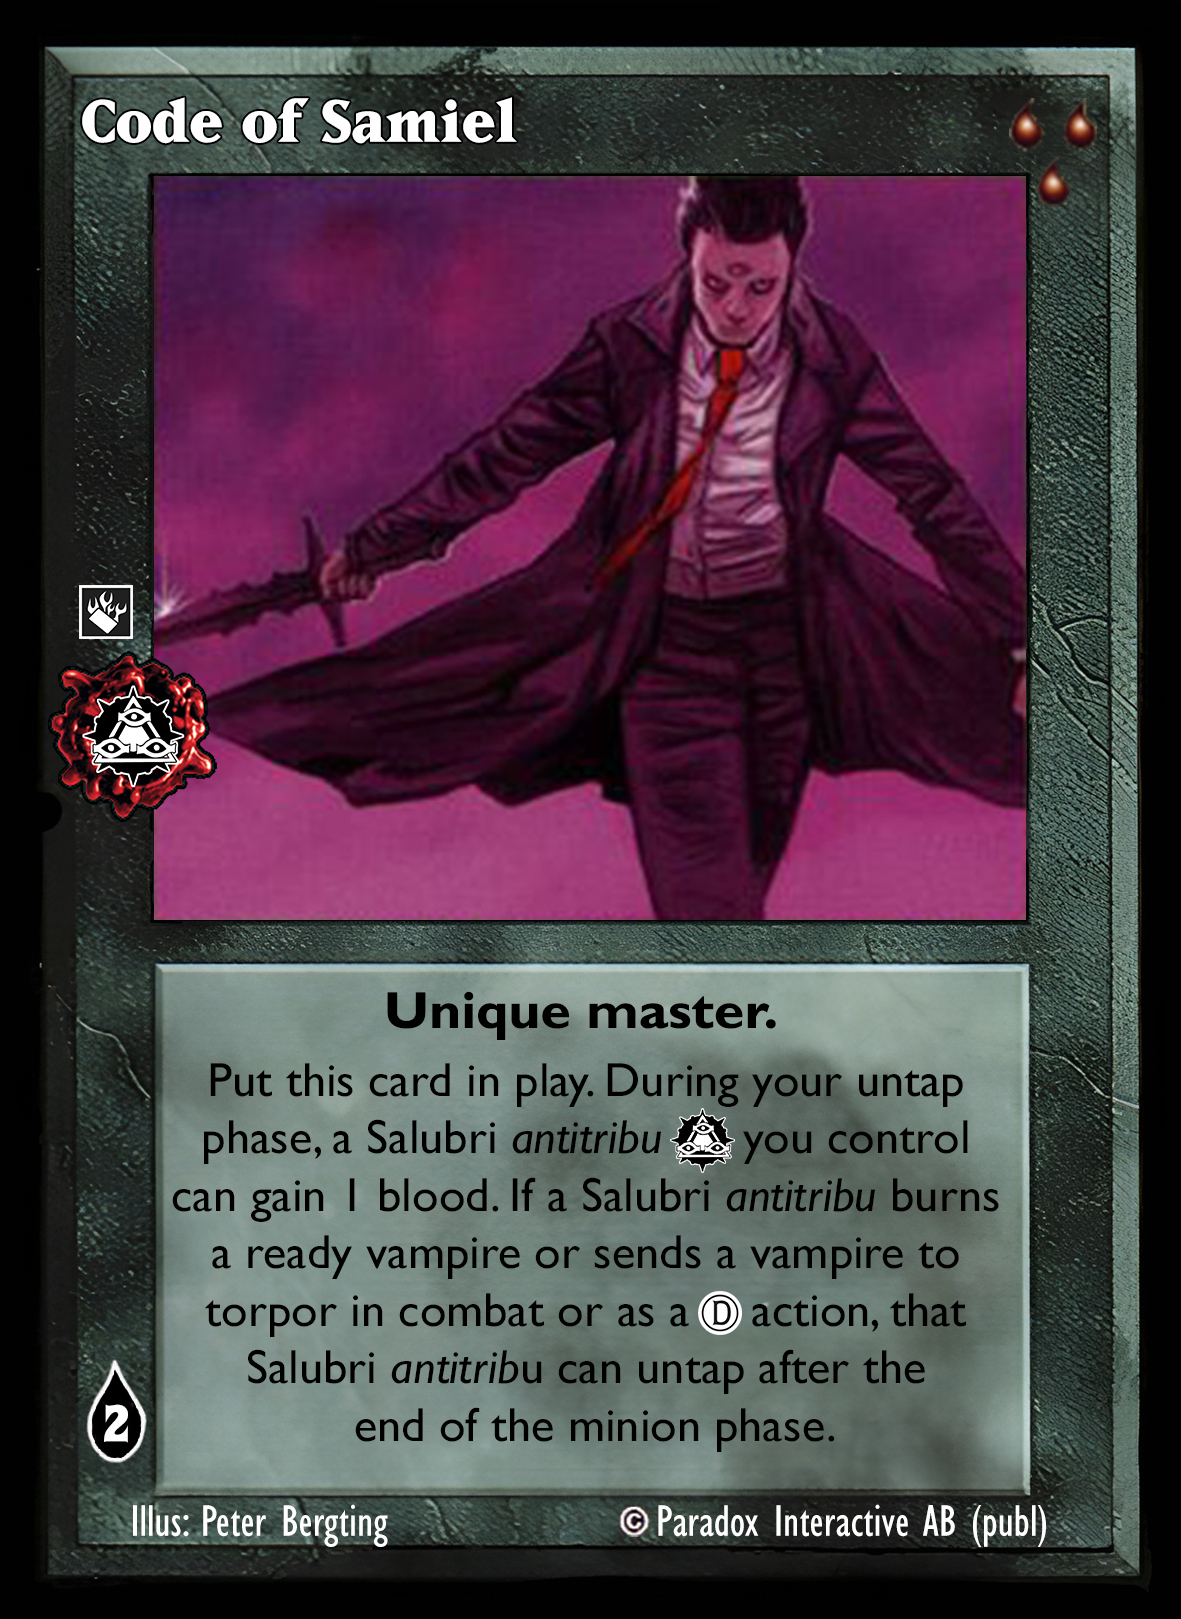 Code of Samiel
Unique master.
Put this card in play. During your untap
phase, a Salubri antitribu you control
can gain 1 blood. If a Salubri antitribu burns
a ready vampire or sends a vampire to
torpor in combat or as a Ⓓ action, that
Salubri antitribu can untap after the
end of the minion phase.
2
Illus: Peter Bergting © Paradox Interactive AB (publ)